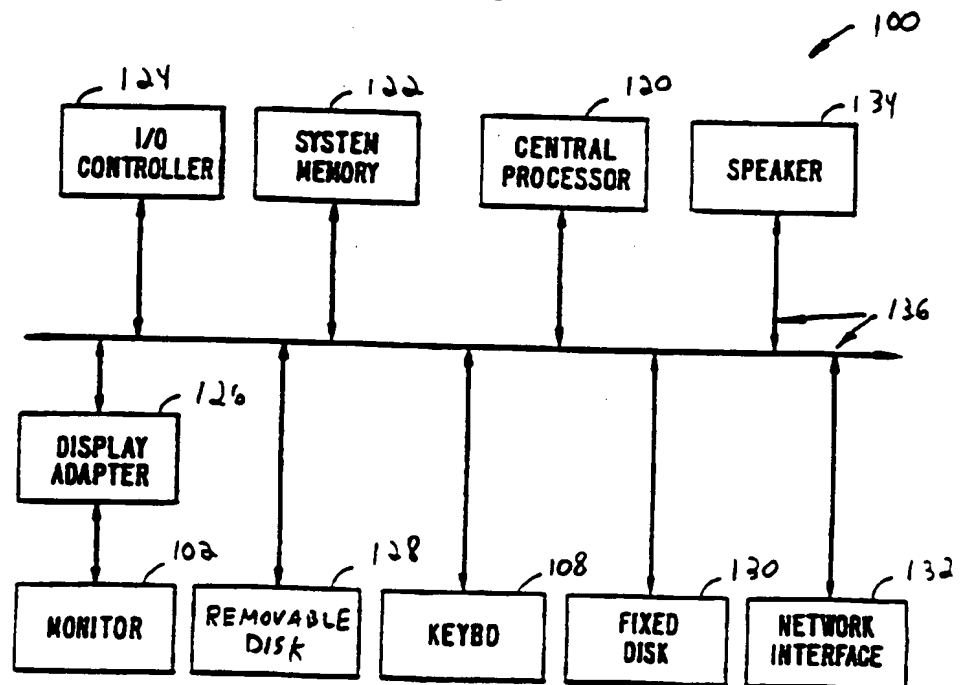 100
124
122
120
134
I/O
CONTROLLER
SYSTEM
MEMORY
CENTRAL
PROCESSOR
SPEAKER
136
126
DISPLAY
ADAPTER
102
128
108
130
132
MONITOR
REMOVABLE
DISK
KEYBD
FIXED
DISK
NETWORK
INTERFACE